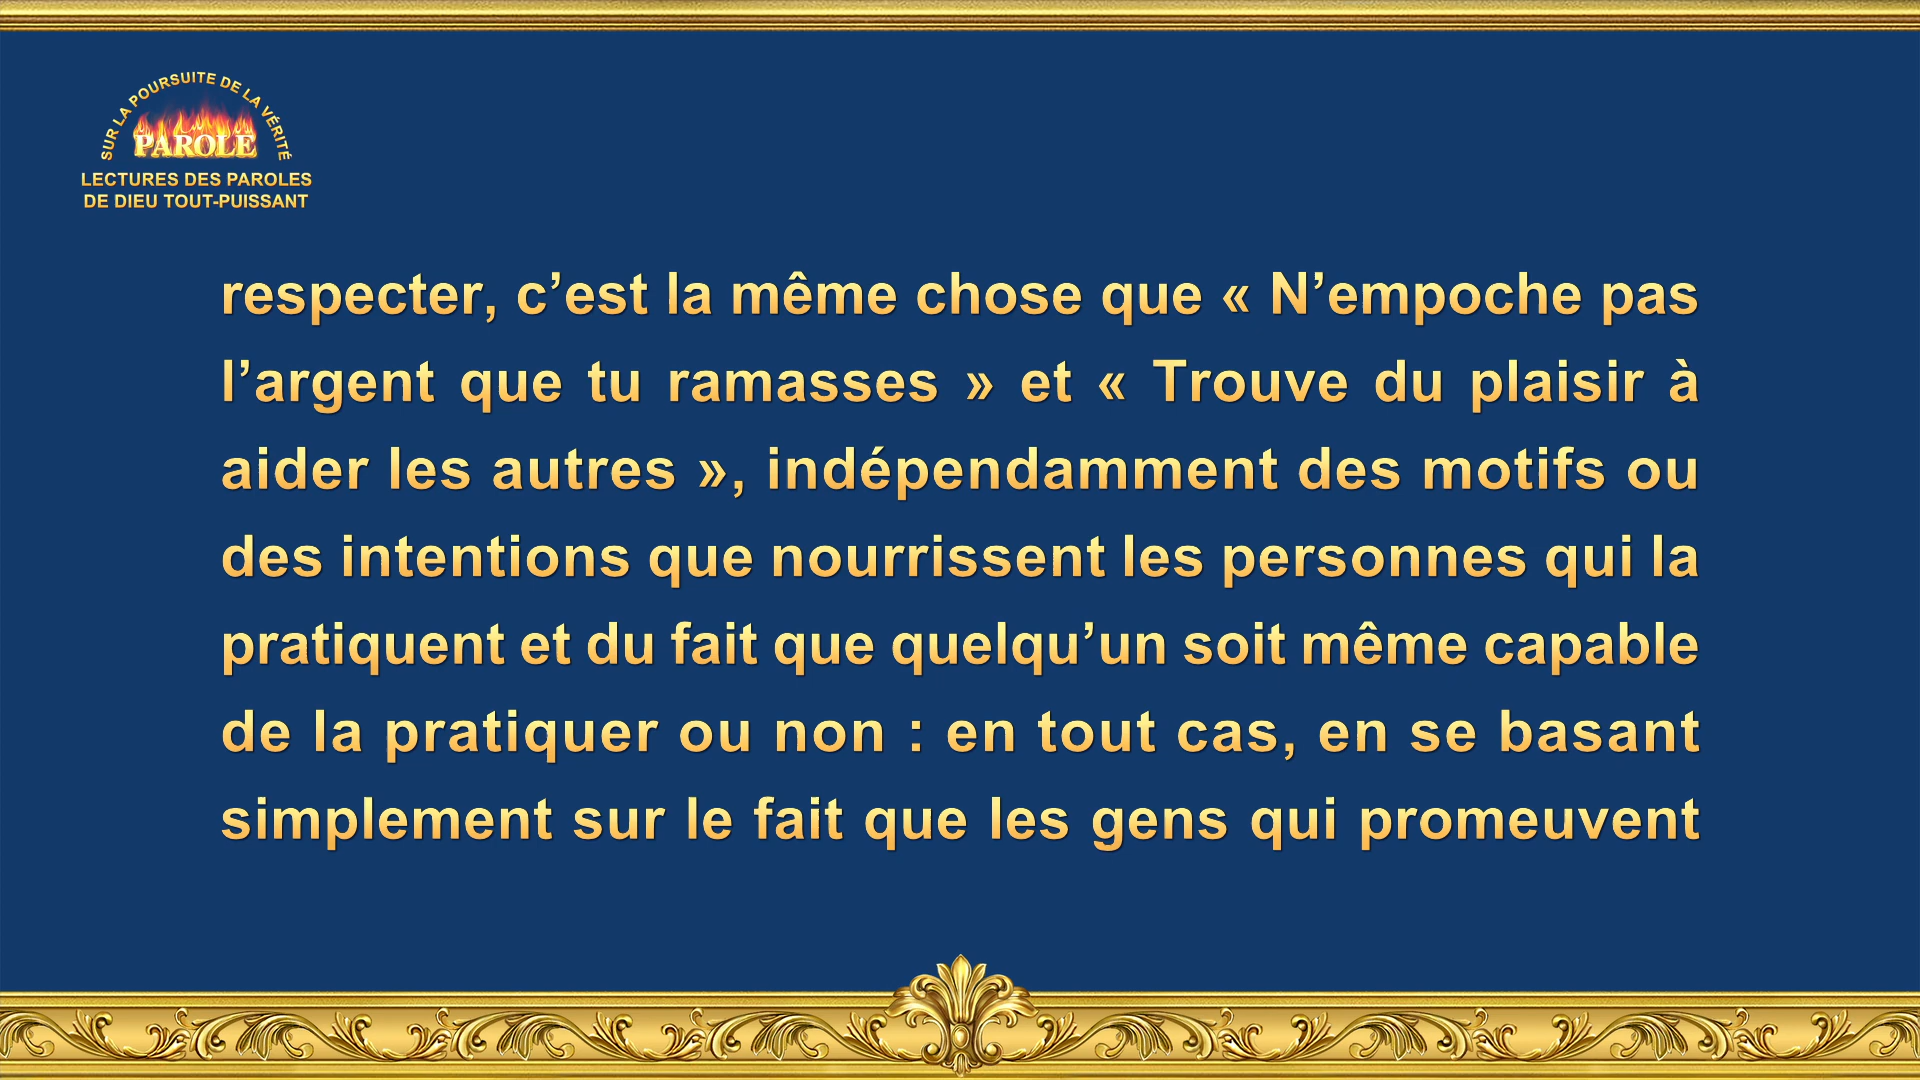 SUR LA POURSUITE DE LA VÉRITÉ
PAROLE
LECTURES DES PAROLES
DE DIEU TOUT-PUISSANT
respecter, c’est la même chose que « N’empoche pas
l’argent que tu ramasses » et « Trouve du plaisir à
aider les autres », indépendamment des motifs ou
des intentions que nourrissent les personnes qui la
pratiquent et du fait que quelqu’un soit même capable
de la pratiquer ou non : en tout cas, en se basant
simplement sur le fait que les gens qui promeuvent